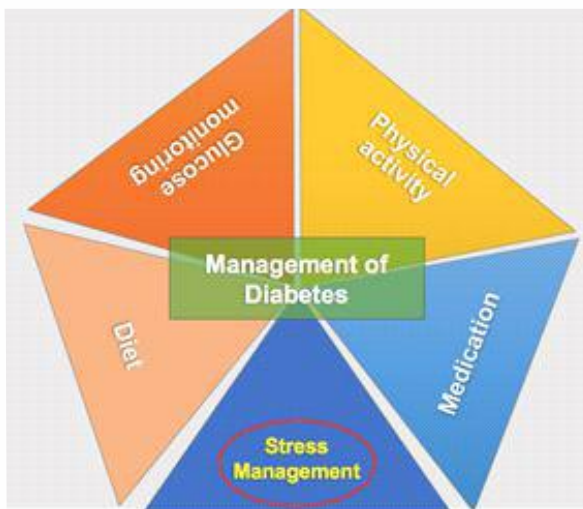 Glucose
monitoring
Physical
activity
Management of
Diabetes
Diet
Medication
Stress
Management